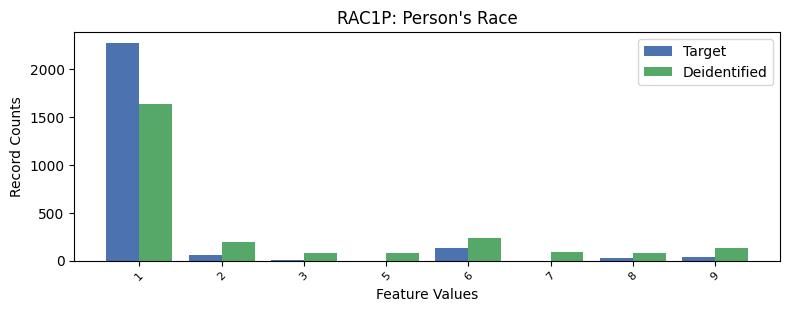 RAC1P: Person's Race
Target
Deidentified
Record Counts
2000
1500
1000
500
0
1 2 3 5 6 7 8 9
Feature Values